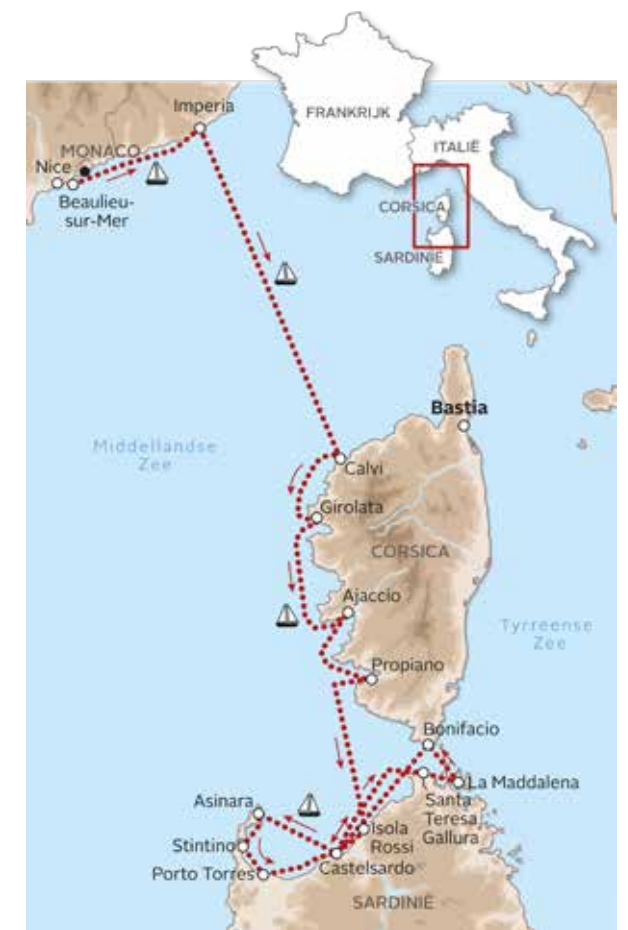 FRANKRIJK
ITALIË
CORSICA
SARDINIË
Imperia
MONACO
Nice
Beaulieu-
sur-Mer
Middellandse
Zee
Bastia
Calvi
Girolata
CORSICA
Ajaccio
Tyrreense
Zee
Propiano
Bonifacio
La Maddalena
Santa
Teresa
Gallura
Asinara
Isola
Rossi
Stintino
Castelsardo
Porto Torres
SARDINIË